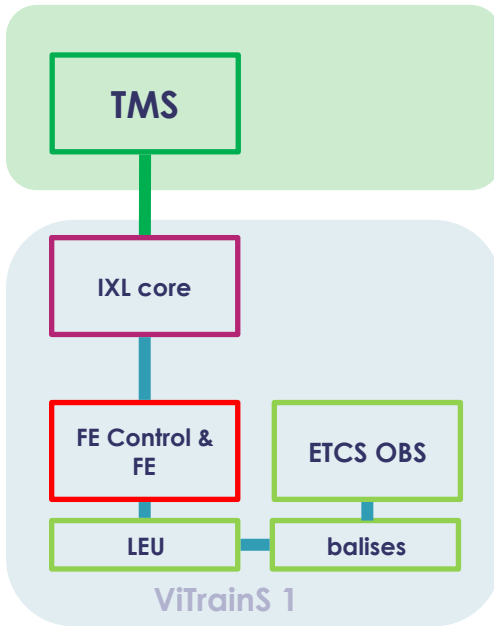 TMS
IXL core
FE Control &
FE
ETCS OBS
LEU
balises
ViTrainS 1